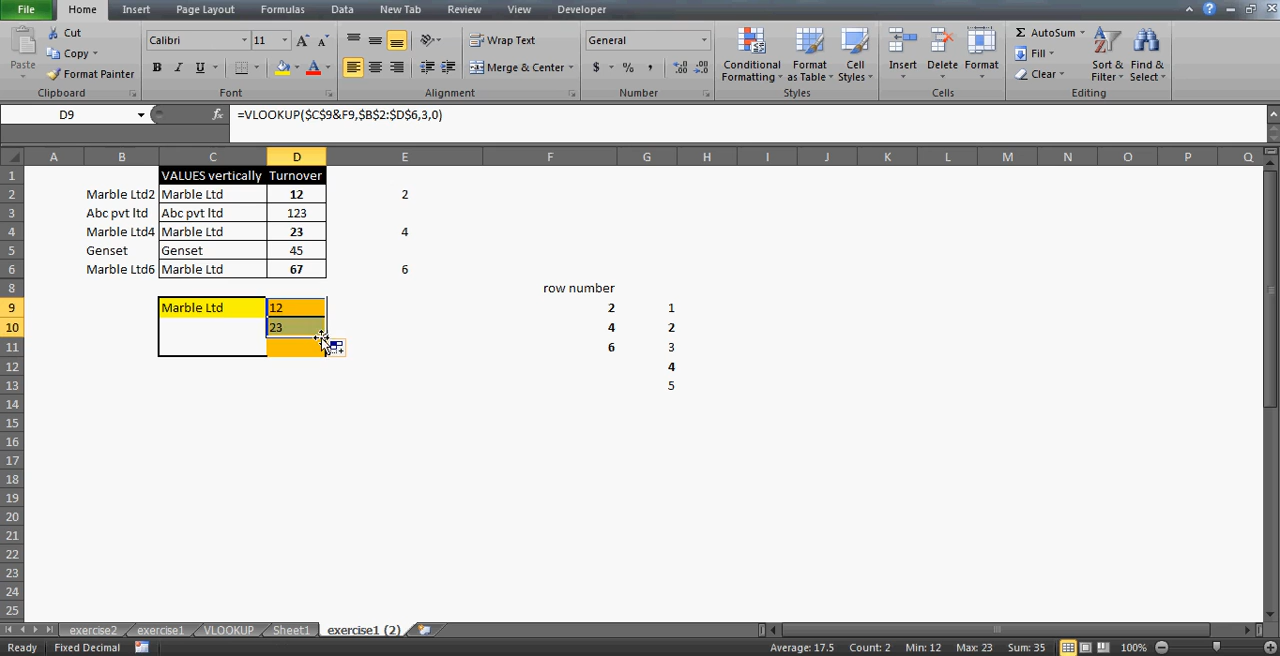 File Home Insert Page Layout Formulas Data New Tab Review View Developer
Paste Cut Calibri 11 A A Wrap Text General Conditional Formatting Format as Table Cell Styles Insert Delete Format Σ AutoSum Sort & Filter Find & Select
Copy Fill
Format Painter B I U A Merge & Center $ % , Clear
Clipboard Font Alignment Number Styles Cells Editing
D9 fx =VLOOKUP($C$9&F9,$B$2:$D$6,3,0)
A B C D E F G H I J K L M N O P Q
1 VALUES vertically Turnover
2 Marble Ltd2 Marble Ltd 12 2
3 Abc pvt ltd Abc pvt ltd 123
4 Marble Ltd4 Marble Ltd 23 4
5 Genset Genset 45
6 Marble Ltd6 Marble Ltd 67 6
8 row number
9 Marble Ltd 12 2 1
10 23 4 2
11 6 3
12 4
13 5
14
15
16
17
18
19
20
21
22
23
24
25
exercise2 exercise1 VLOOKUP Sheet1 exercise1 (2)
Ready Fixed Decimal Average: 17.5 Count: 2 Min: 12 Max: 23 Sum: 35 100%